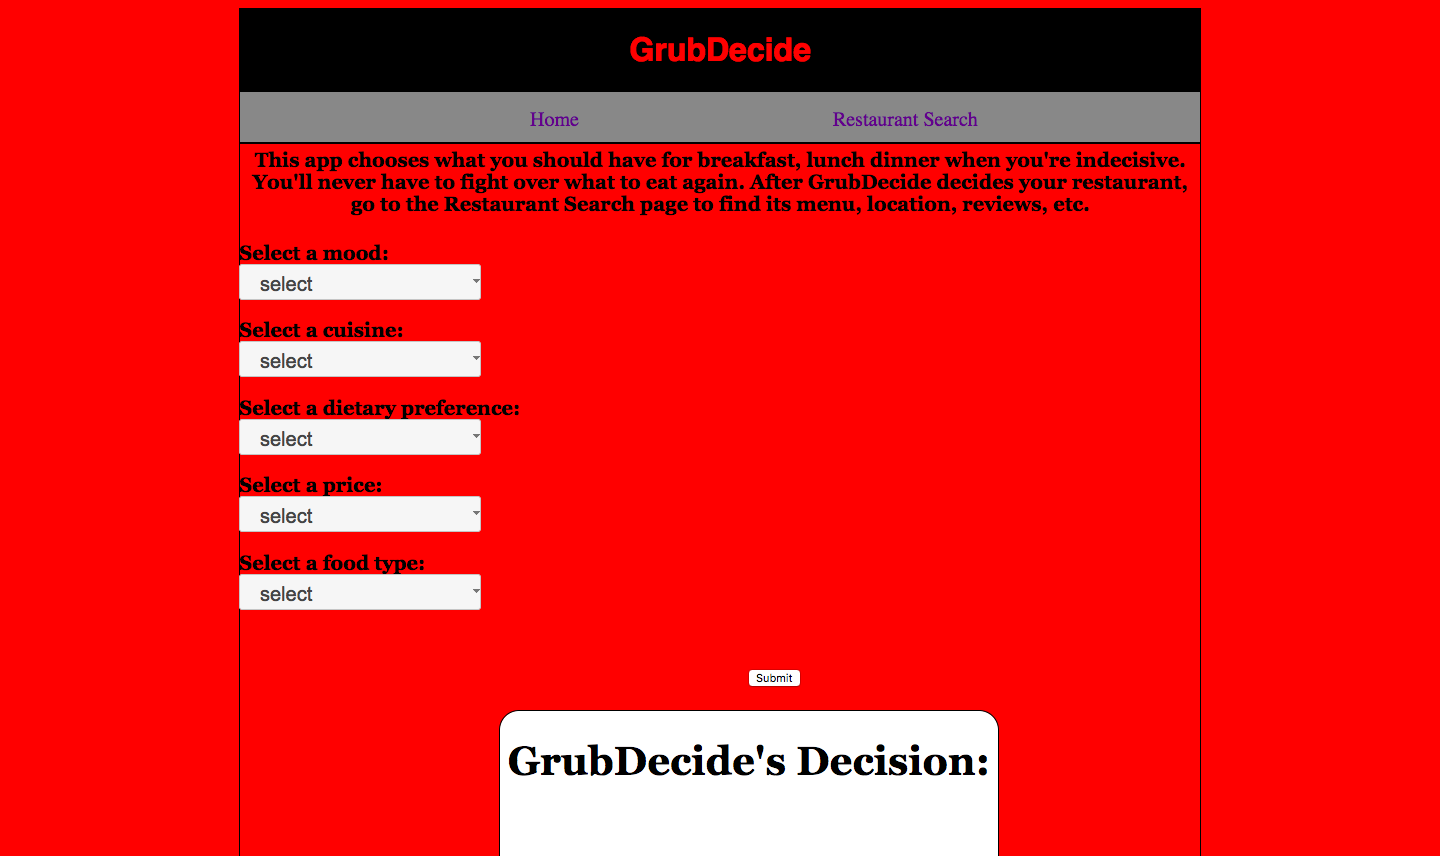 GrubDecide
Home Restaurant Search
This app chooses what you should have for breakfast, lunch dinner when you're indecisive.
You'll never have to fight over what to eat again. After GrubDecide decides your restaurant,
go to the Restaurant Search page to find its menu, location, reviews, etc.
Select a mood:
select
Select a cuisine:
select
Select a dietary preference:
select
Select a price:
select
Select a food type:
select
Submit
GrubDecide's Decision: